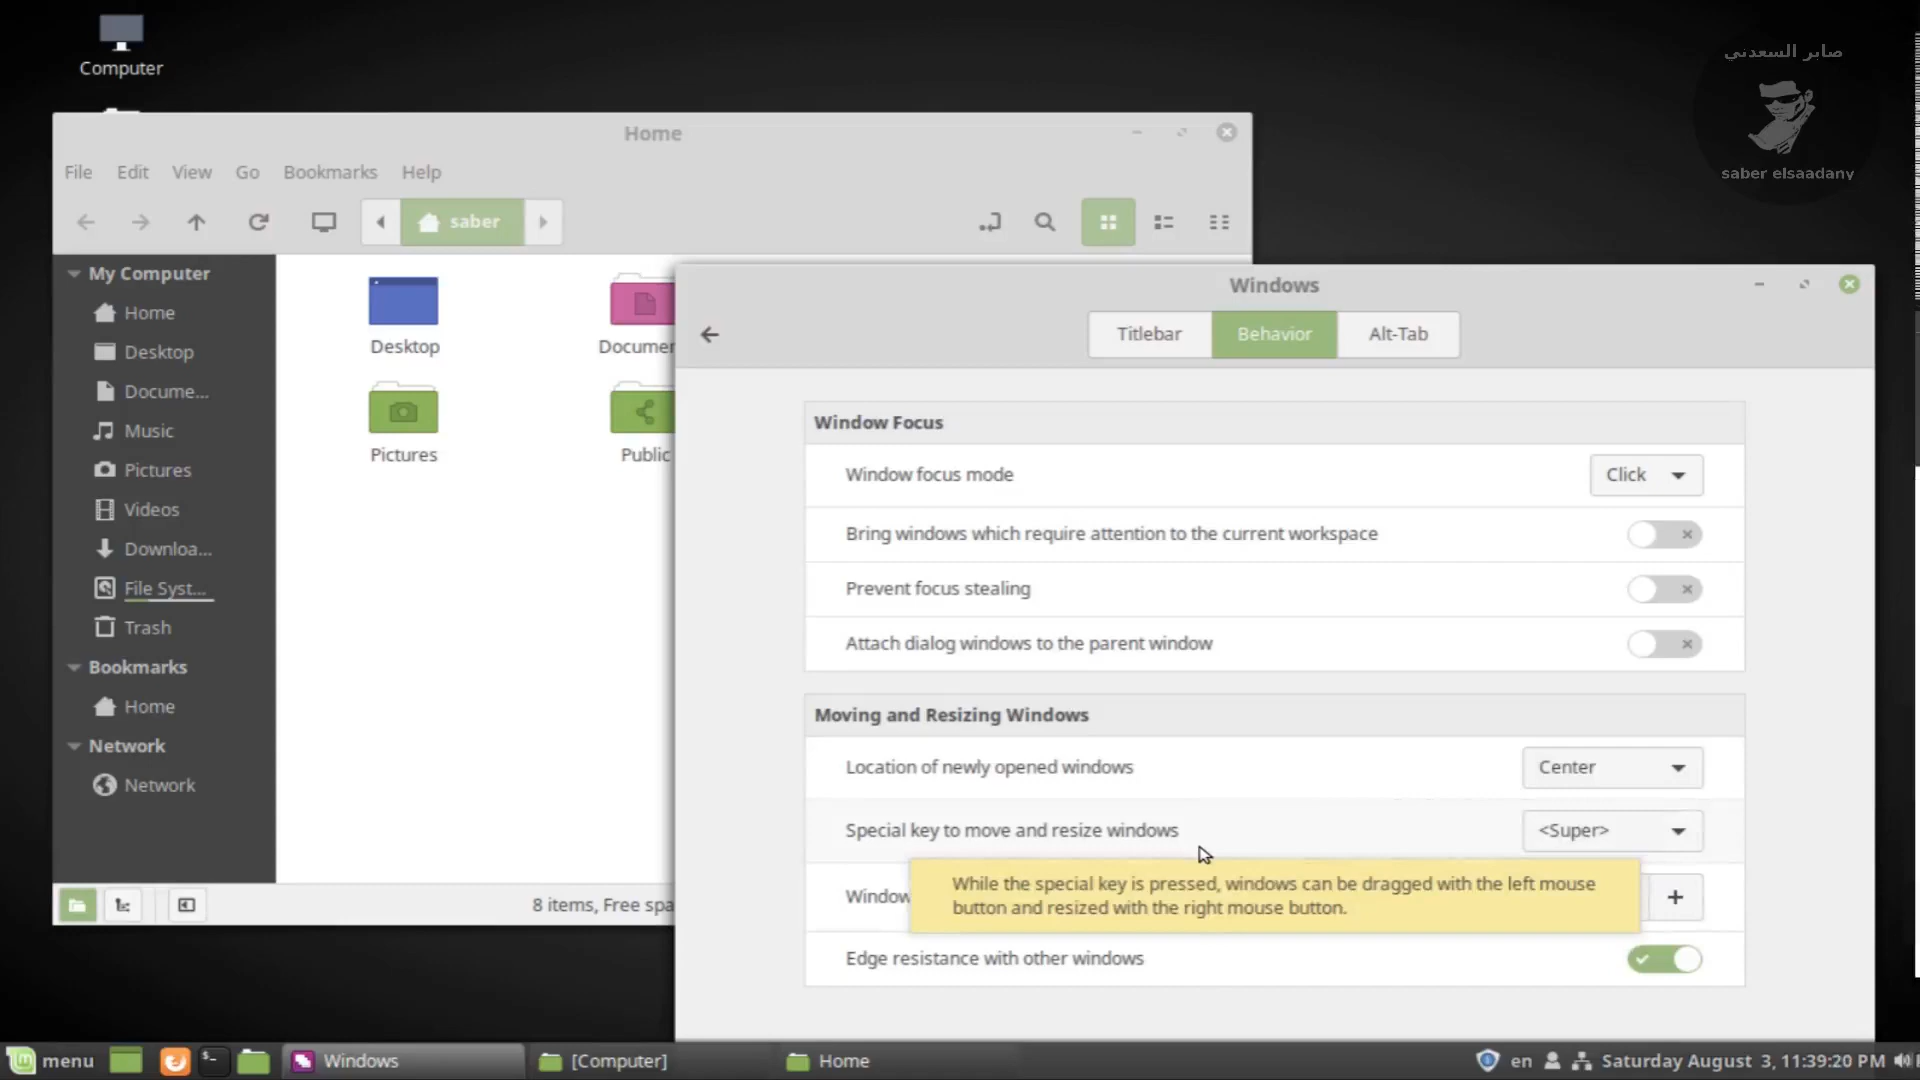 Computer
صابر السعدني
saber elsaadany
Home
File Edit View Go Bookmarks Help
saber
My Computer
Home
Desktop
Docume...
Music
Pictures
Videos
Downloa...
File Syst...
Trash
Bookmarks
Home
Network
Network
Desktop
Documen
Pictures
Public
8 items, Free spa
Windows
Titlebar Behavior Alt-Tab
Window Focus
Window focus mode Click
Bring windows which require attention to the current workspace
Prevent focus stealing
Attach dialog windows to the parent window
Moving and Resizing Windows
Location of newly opened windows Center
Special key to move and resize windows <Super>
Window
While the special key is pressed, windows can be dragged with the left mouse
button and resized with the right mouse button.
Edge resistance with other windows
menu Windows [Computer] Home en Saturday August 3, 11:39:20 PM